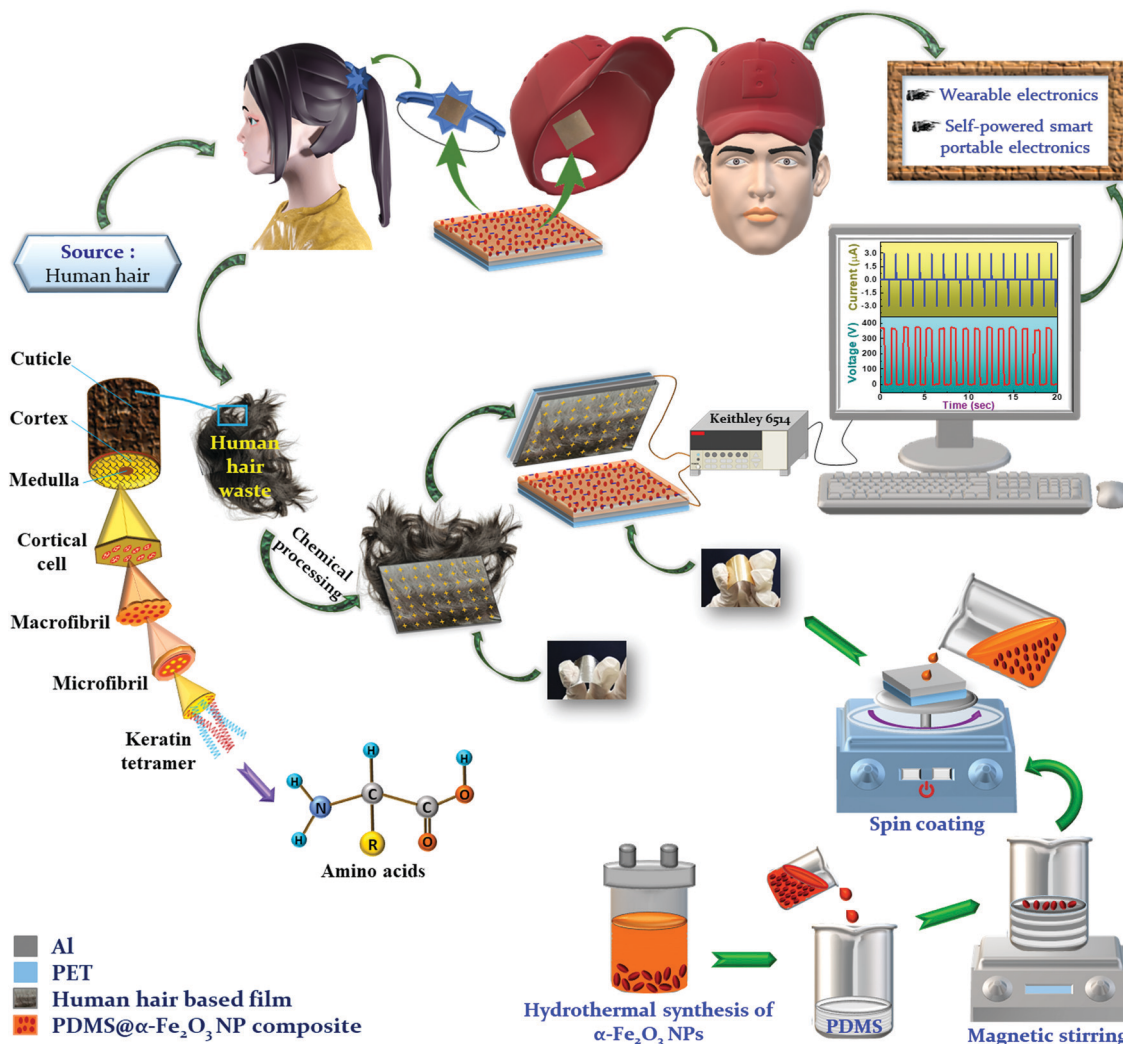 B
Wearable electronics
Self-powered smart
portable electronics
Source :
Human hair
Current (μA)
3.0
1.5
0.0
-1.5
-3.0
Voltage (V)
400
300
200
100
0
0
5
10
15
20
Time (sec)
Cuticle
Cortex
Medulla
Human
hair
waste
Keithley 6514
Cortical
cell
Chemical
processing
Macrofibril
Microfibril
Keratin
tetramer
H
H
H
N
C
C
O
H
R
O
Amino acids
Spin coating
Al
PET
Human hair based film
PDMS@α-Fe₂O₃ NP composite
Hydrothermal synthesis of
α-Fe₂O₃ NPs
PDMS
Magnetic stirring